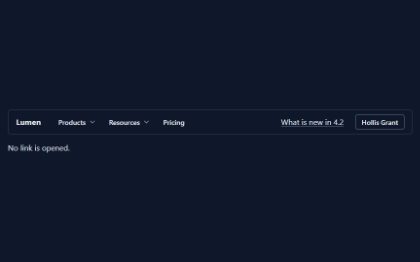 Lumen Products Resources Pricing What is new in 4.2 Hollis Grant
No link is opened.